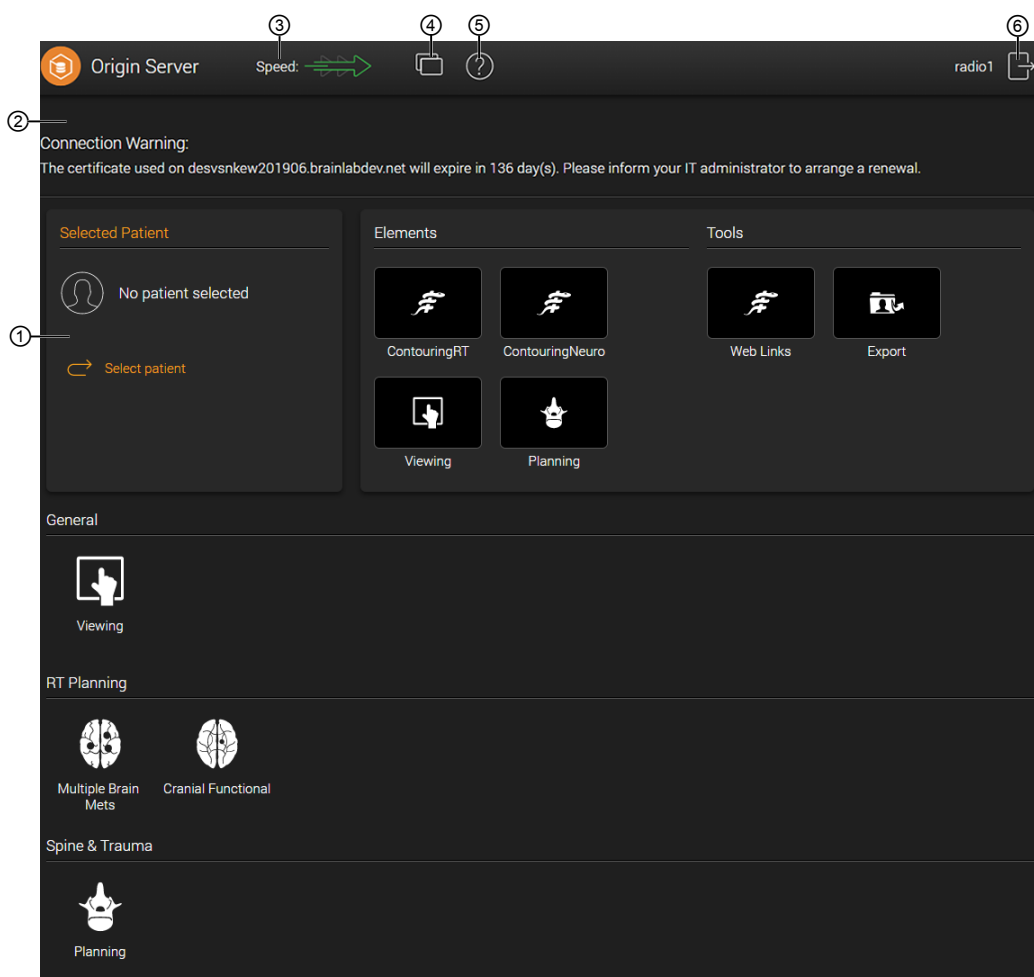 ③ ④ ⑤ ⑥
Origin Server Speed: radio1
②
Connection Warning:
The certificate used on desvsnkew201906.brainlabdev.net will expire in 136 day(s). Please inform your IT administrator to arrange a renewal.
Selected Patient
No patient selected
①
Select patient
Elements
ContouringRT ContouringNeuro
Viewing Planning
Tools
Web Links Export
General
Viewing
RT Planning
Multiple Brain
Mets
Cranial Functional
Spine & Trauma
Planning